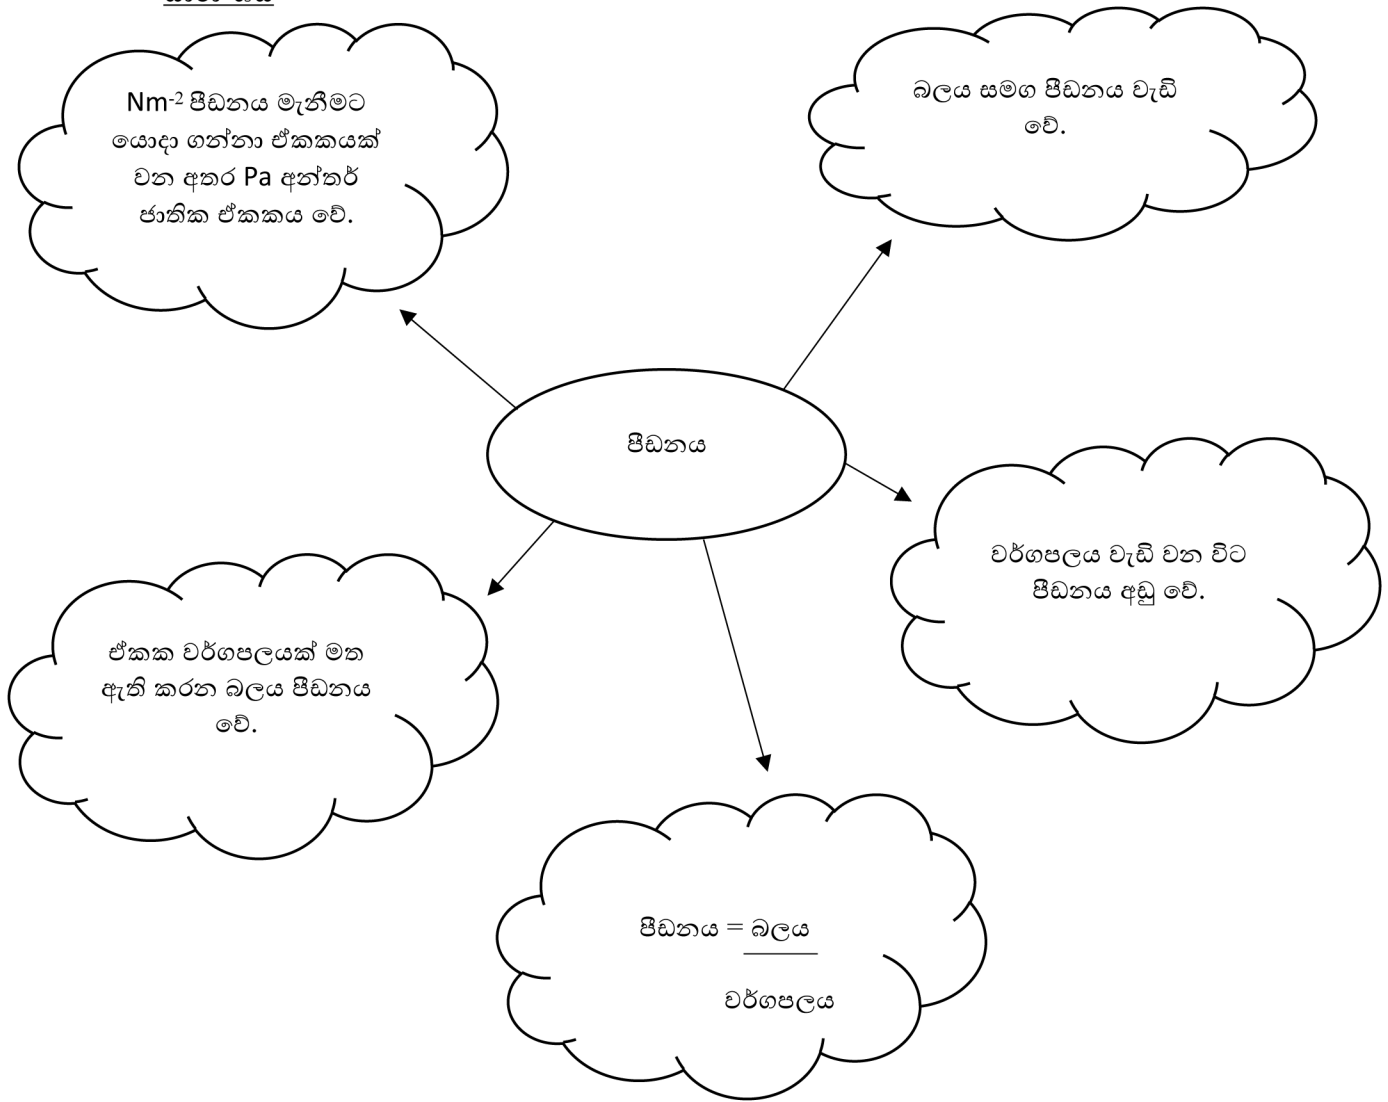 Nm-2 පීඩනය මැනීමට
යොදා ගන්නා ඒකකයක්
වන අතර Pa අන්තර්
ජාතික ඒකකය වේ.
බලය සමග පීඩනය වැඩි
වේ.
පීඩනය
වර්ගපලය වැඩි වන විට
පීඩනය අඩු වේ.
ඒකක වර්ගපලයක් මත
ඇති කරන බලය පීඩනය
වේ.
පීඩනය = බලය
වර්ගපලය